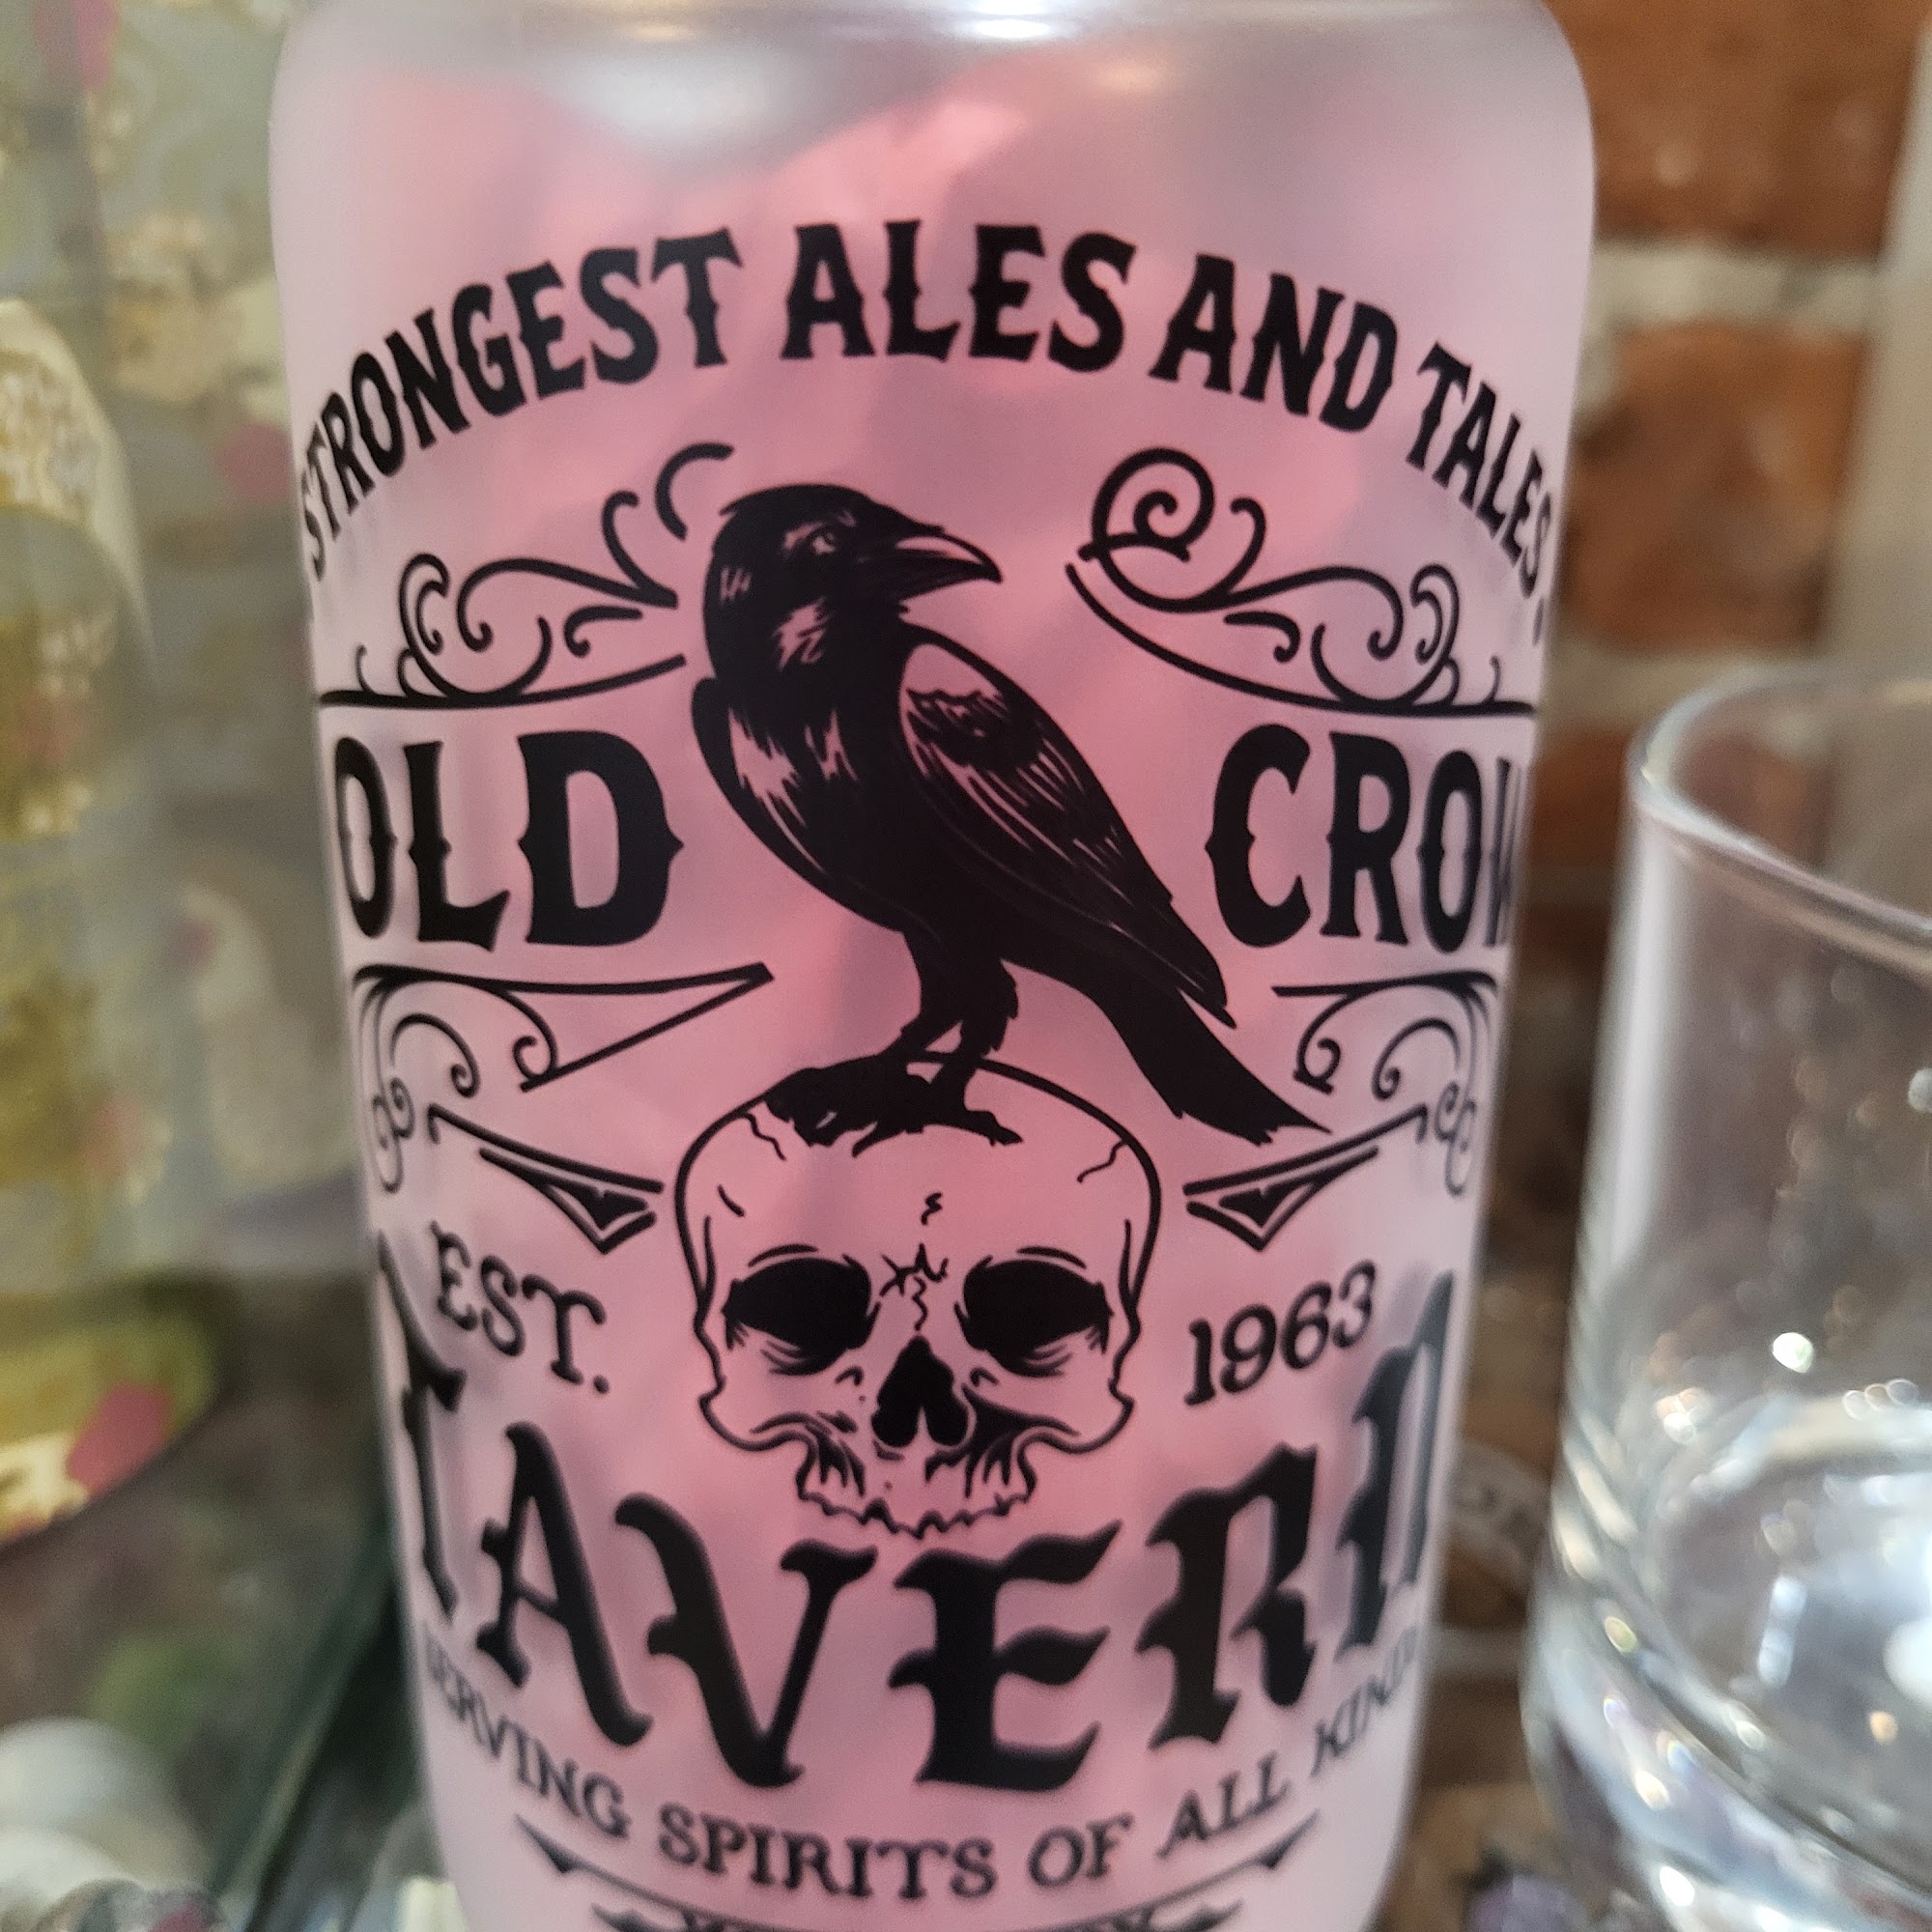 STRONGEST ALES AND TALES
OLD CROW
EST. 1963
TAVERN
SERVING SPIRITS OF ALL KINDS